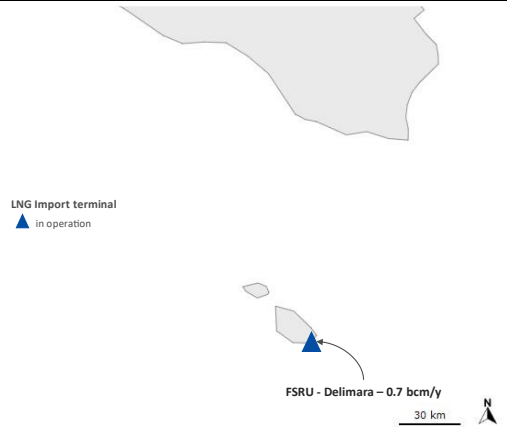 LNG Import terminal
in operation
FSRU - Delimara – 0.7 bcm/y
30 km
N